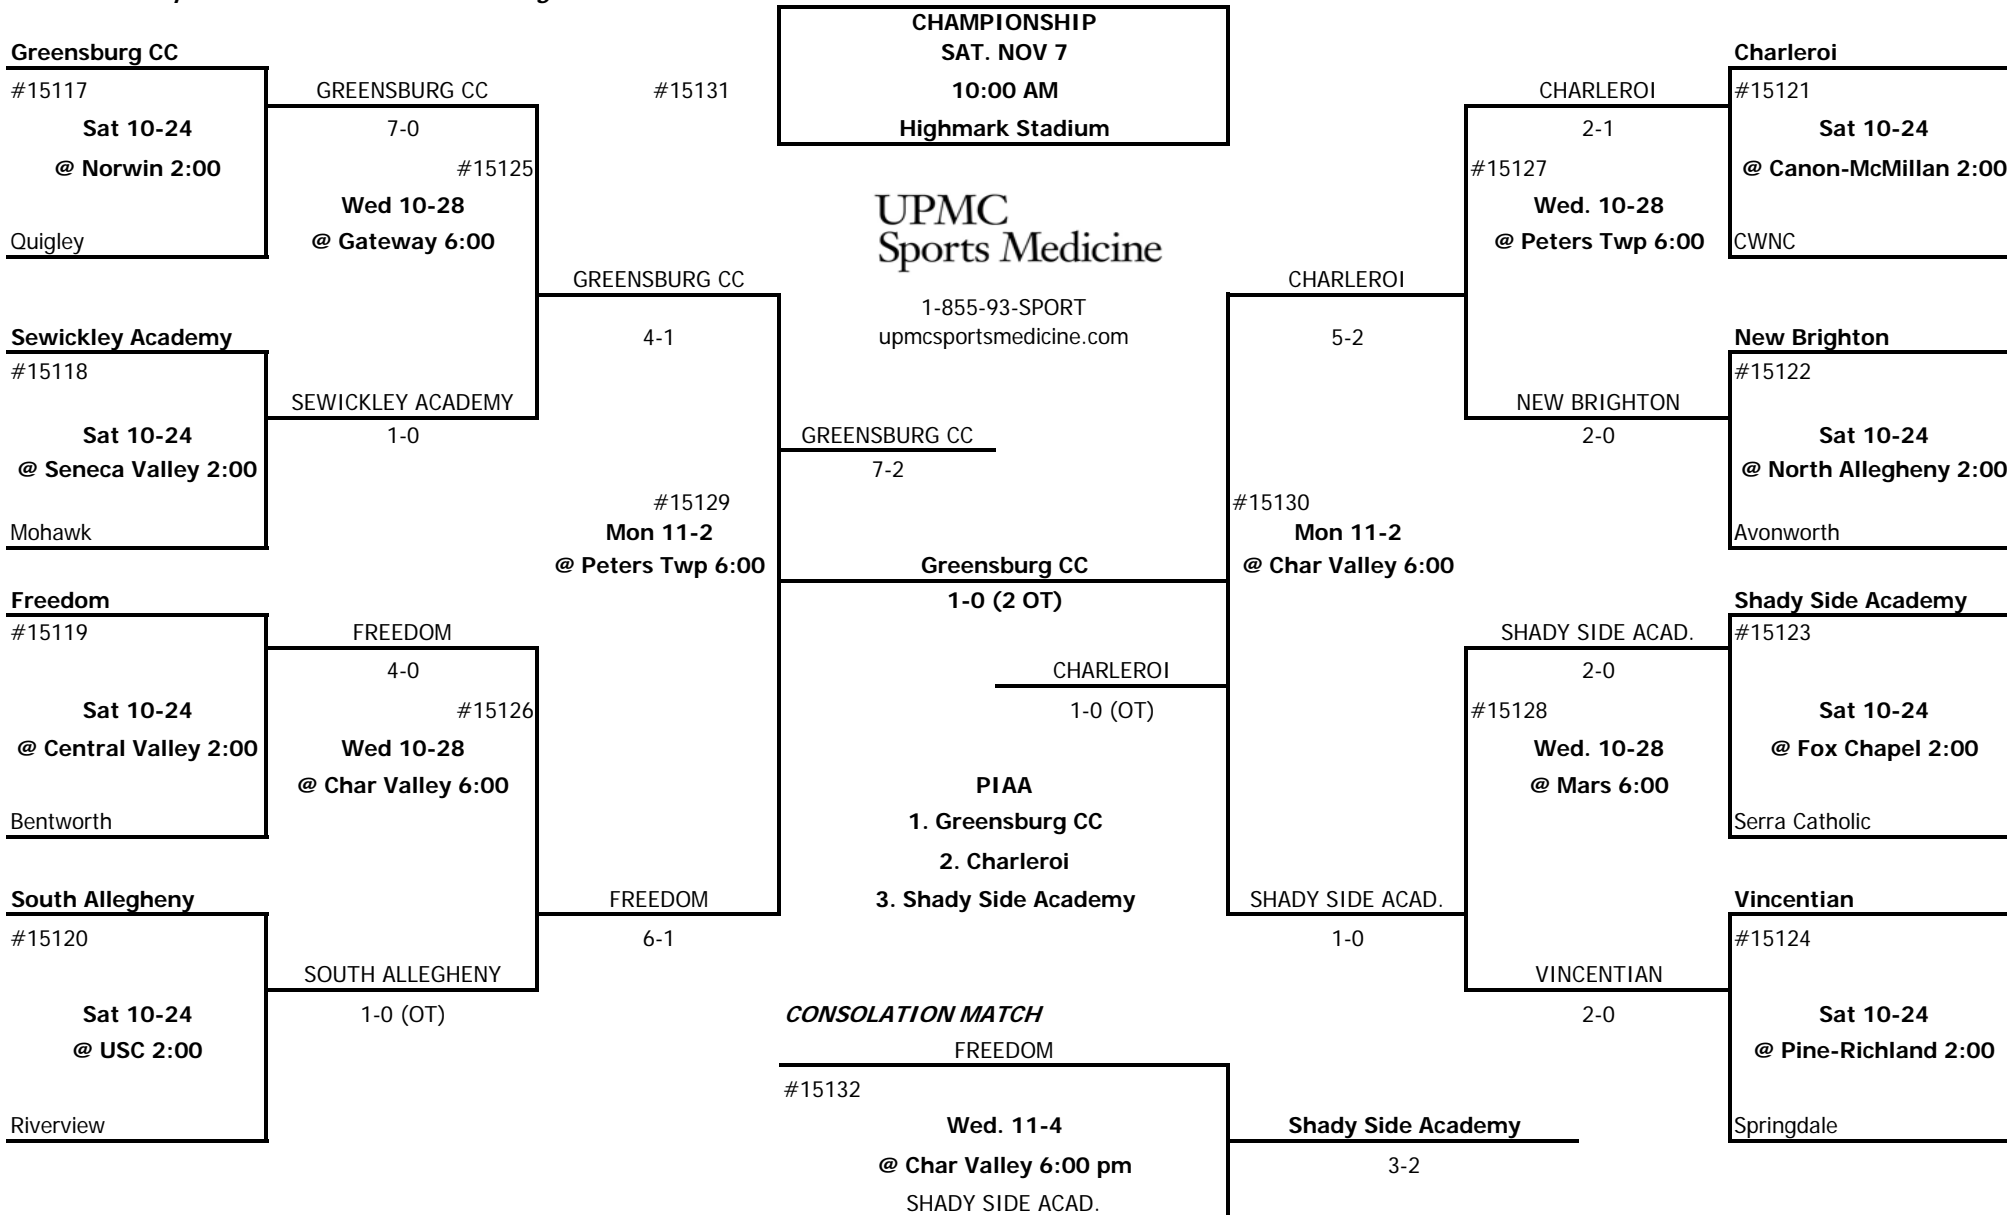 CHAMPIONSHIP
SAT. NOV 7
10:00 AM
Highmark Stadium
#15131
Greensburg CC
#15117
Sat 10-24
@ Norwin 2:00
Quigley
GREENSBURG CC
7-0
#15125
Wed 10-28
@ Gateway 6:00
Sewickley Academy
#15118
Sat 10-24
@ Seneca Valley 2:00
Mohawk
SEWICKLEY ACADEMY
1-0
GREENSBURG CC
4-1
Freedom
#15119
Sat 10-24
@ Central Valley 2:00
Bentworth
FREEDOM
4-0
#15126
Wed 10-28
@ Char Valley 6:00
South Allegheny
#15120
Sat 10-24
@ USC 2:00
Riverview
SOUTH ALLEGHENY
1-0 (OT)
FREEDOM
6-1
#15129
Mon 11-2
@ Peters Twp 6:00
UPMC
Sports Medicine
1-855-93-SPORT
upmcsportsmedicine.com
GREENSBURG CC
7-2
Greensburg CC
1-0 (2 OT)
CHARLEROI
1-0 (OT)
PIAA
1. Greensburg CC
2. Charleroi
3. Shady Side Academy
#15130
Mon 11-2
@ Char Valley 6:00
CHARLEROI
5-2
SHADY SIDE ACAD.
1-0
CHARLEROI
2-1
#15127
Wed. 10-28
@ Peters Twp 6:00
NEW BRIGHTON
2-0
SHADY SIDE ACAD.
2-0
#15128
Wed. 10-28
@ Mars 6:00
VINCENTIAN
2-0
Charleroi
#15121
Sat 10-24
@ Canon-McMillan 2:00
CWNC
New Brighton
#15122
Sat 10-24
@ North Allegheny 2:00
Avonworth
Shady Side Academy
#15123
Sat 10-24
@ Fox Chapel 2:00
Serra Catholic
Vincentian
#15124
Sat 10-24
@ Pine-Richland 2:00
Springdale
CONSOLATION MATCH
FREEDOM
#15132
Wed. 11-4
@ Char Valley 6:00 pm
SHADY SIDE ACAD.
Shady Side Academy
3-2